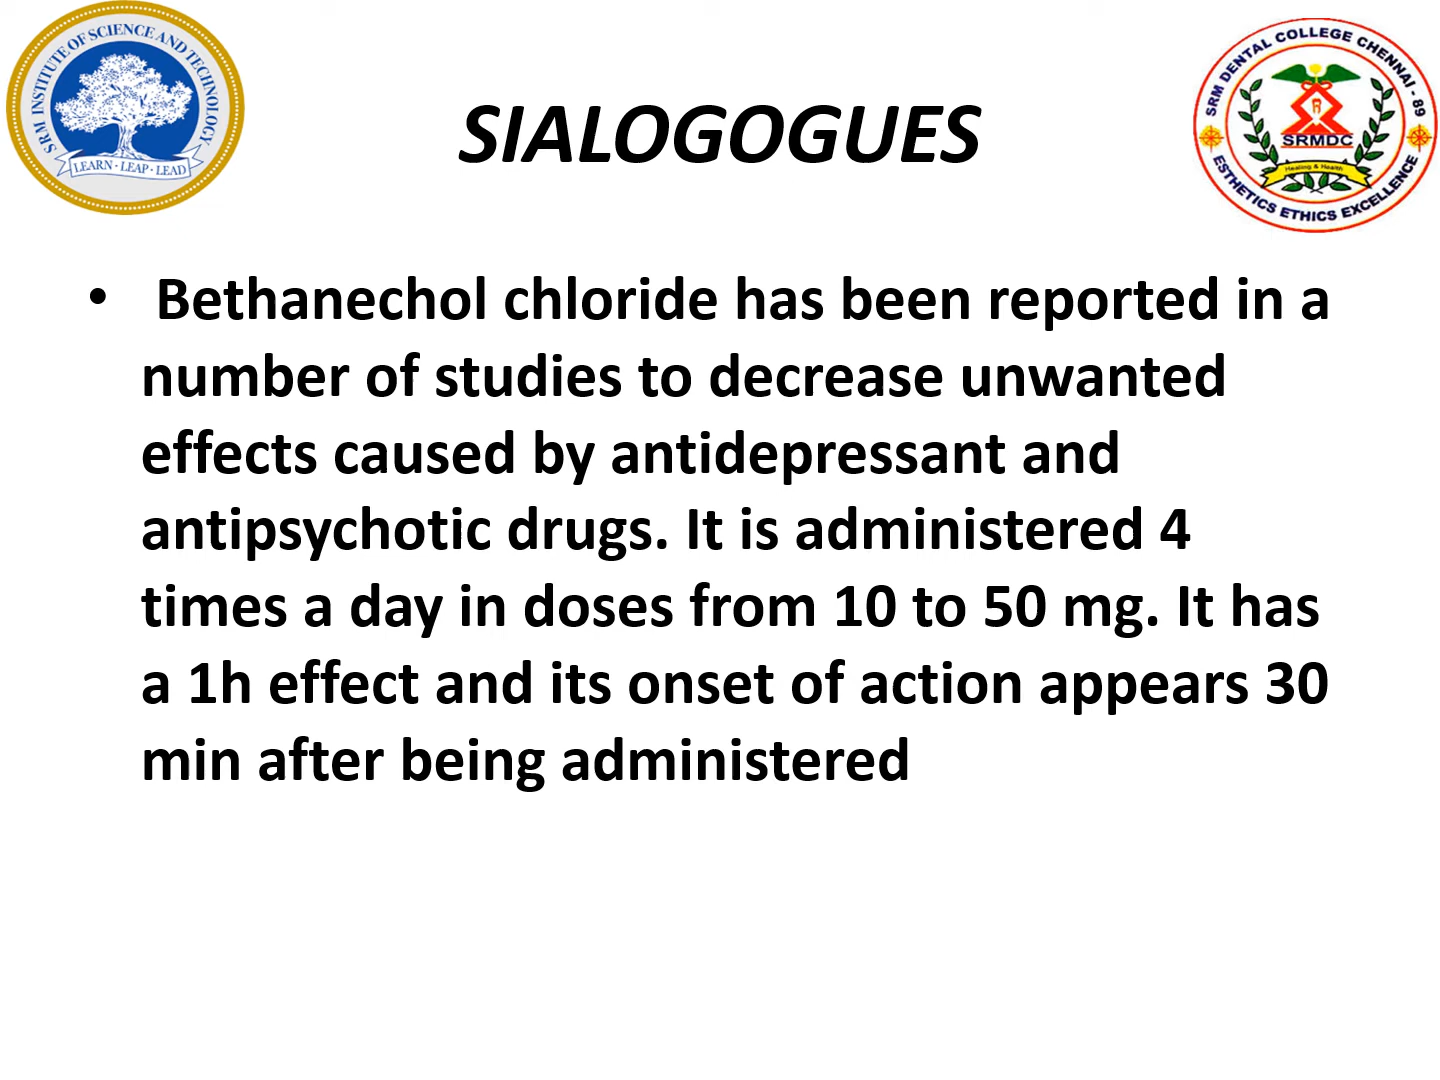 SRM INSTITUTE OF SCIENCE AND TECHNOLOGY
LEARN · LEAP · LEAD
SIALOGOGUES
SRM DENTAL COLLEGE CHENNAI - 89
SRMDC
Healing & Health
ESTHETICS ETHICS EXCELLENCE
• Bethanechol chloride has been reported in a
number of studies to decrease unwanted
effects caused by antidepressant and
antipsychotic drugs. It is administered 4
times a day in doses from 10 to 50 mg. It has
a 1h effect and its onset of action appears 30
min after being administered